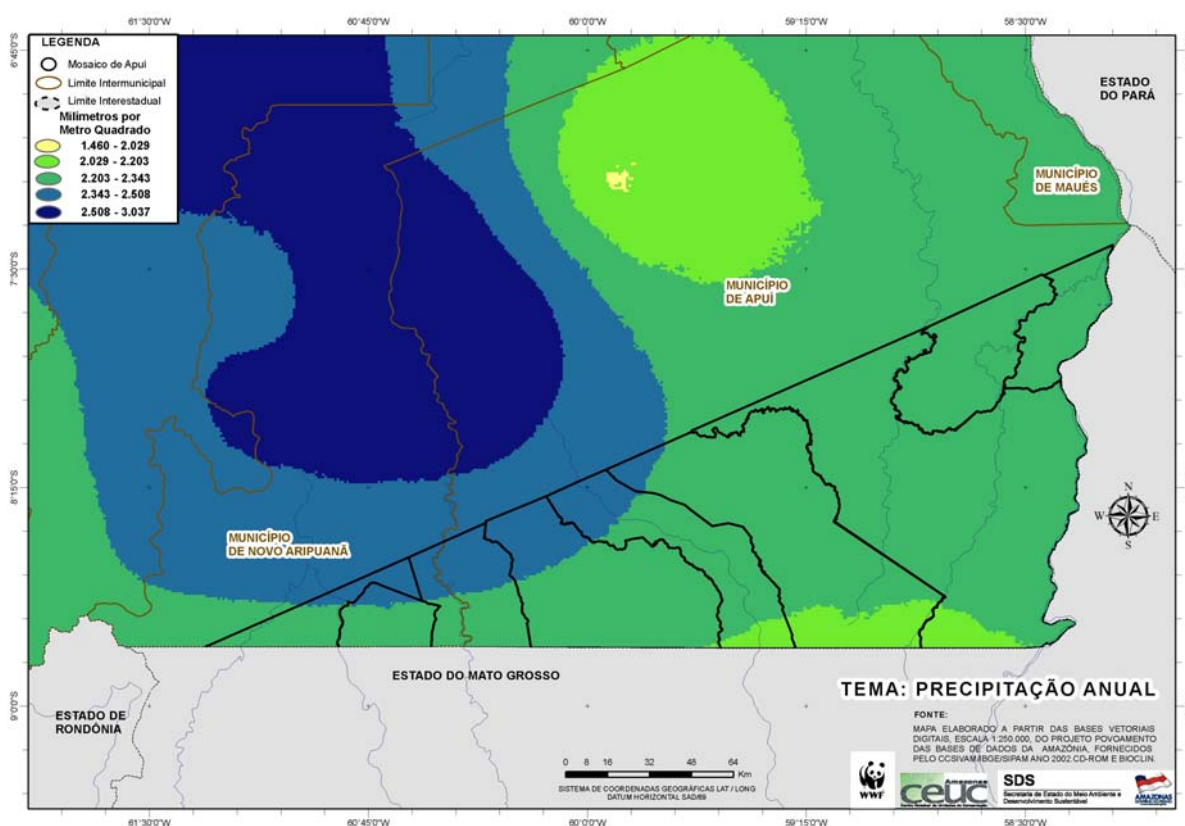 61°30'0"W
60°45'0"W
60°0'0"W
59°15'0"W
58°30'0"W
6°45'0"S
7°30'0"S
8°15'0"S
9°0'0"S
LEGENDA
Mosaico de Apui
Limite Intermunicipal
Limite Interestadual
Milimetros por
Metro Quadrado
1.460 - 2.029
2.029 - 2.203
2.203 - 2.343
2.343 - 2.508
2.508 - 3.037
ESTADO
DO PARÁ
MUNICÍPIO
DE MAUÉS
MUNICÍPIO
DE APUÍ
MUNICÍPIO
DE NOVO ARIPUANÃ
N
W
E
S
ESTADO DO MATO GROSSO
ESTADO DE
RONDÔNIA
TEMA: PRECIPITAÇÃO ANUAL
FONTE:
MAPA ELABORADO A PARTIR DAS BASES VETORIAIS
DIGITAIS, ESCALA 1:250.000, DO PROJETO POVOAMENTO
DAS BASES DE DADOS DA AMAZÔNIA, FORNECIDOS
PELO CCSIVAM/IBGE/SIPAM ANO 2002.CD-ROM E BIOCLIN.
0 8 16 32 48 64
Km
SISTEMA DE COORDENADAS GEOGRÁFICAS LAT / LONG
DATUM HORIZONTAL SAD/69
WWF
Amazonas
ceuc
SDS
Secretaria de Estado do Meio Ambiente e
Desenvolvimento Sustentável
AMAZONAS
61°30'0"W
60°45'0"W
60°0'0"W
59°15'0"W
58°30'0"W